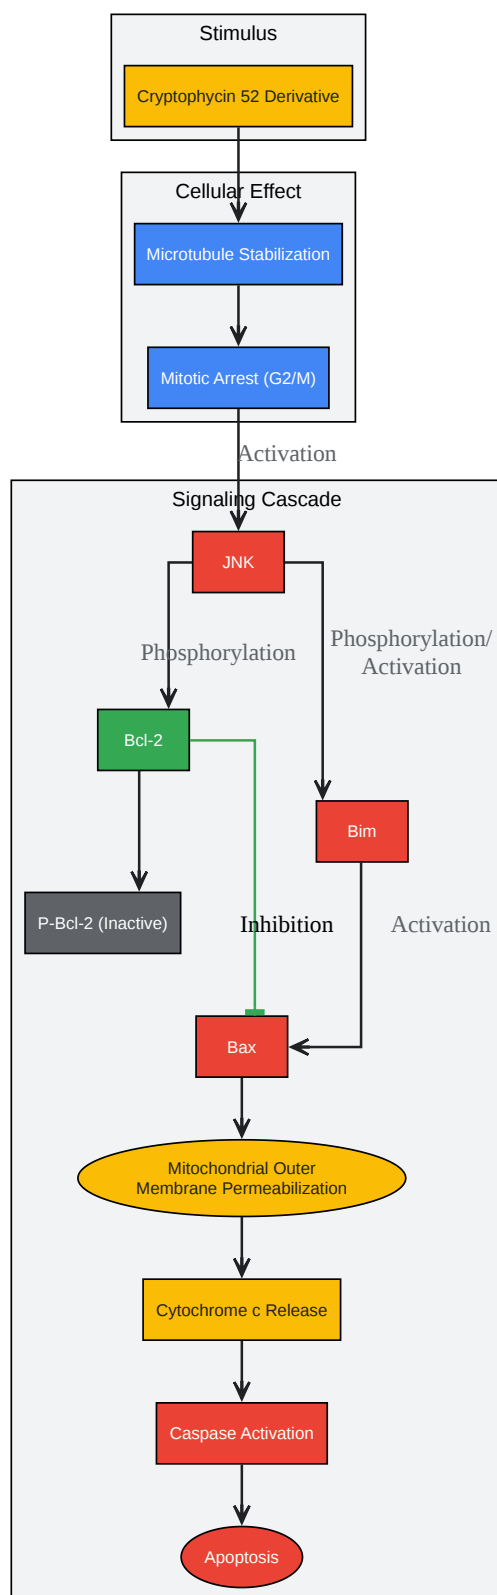 Stimulus
Cryptophycin 52 Derivative
Cellular Effect
Microtubule Stabilization
Mitotic Arrest (G2/M)
Activation
Signaling Cascade
JNK
Phosphorylation
Phosphorylation/
Activation
Bcl-2
Bim
P-Bcl-2 (Inactive)
Inhibition
Activation
Bax
Mitochondrial Outer
Membrane Permeabilization
Cytochrome c Release
Caspase Activation
Apoptosis